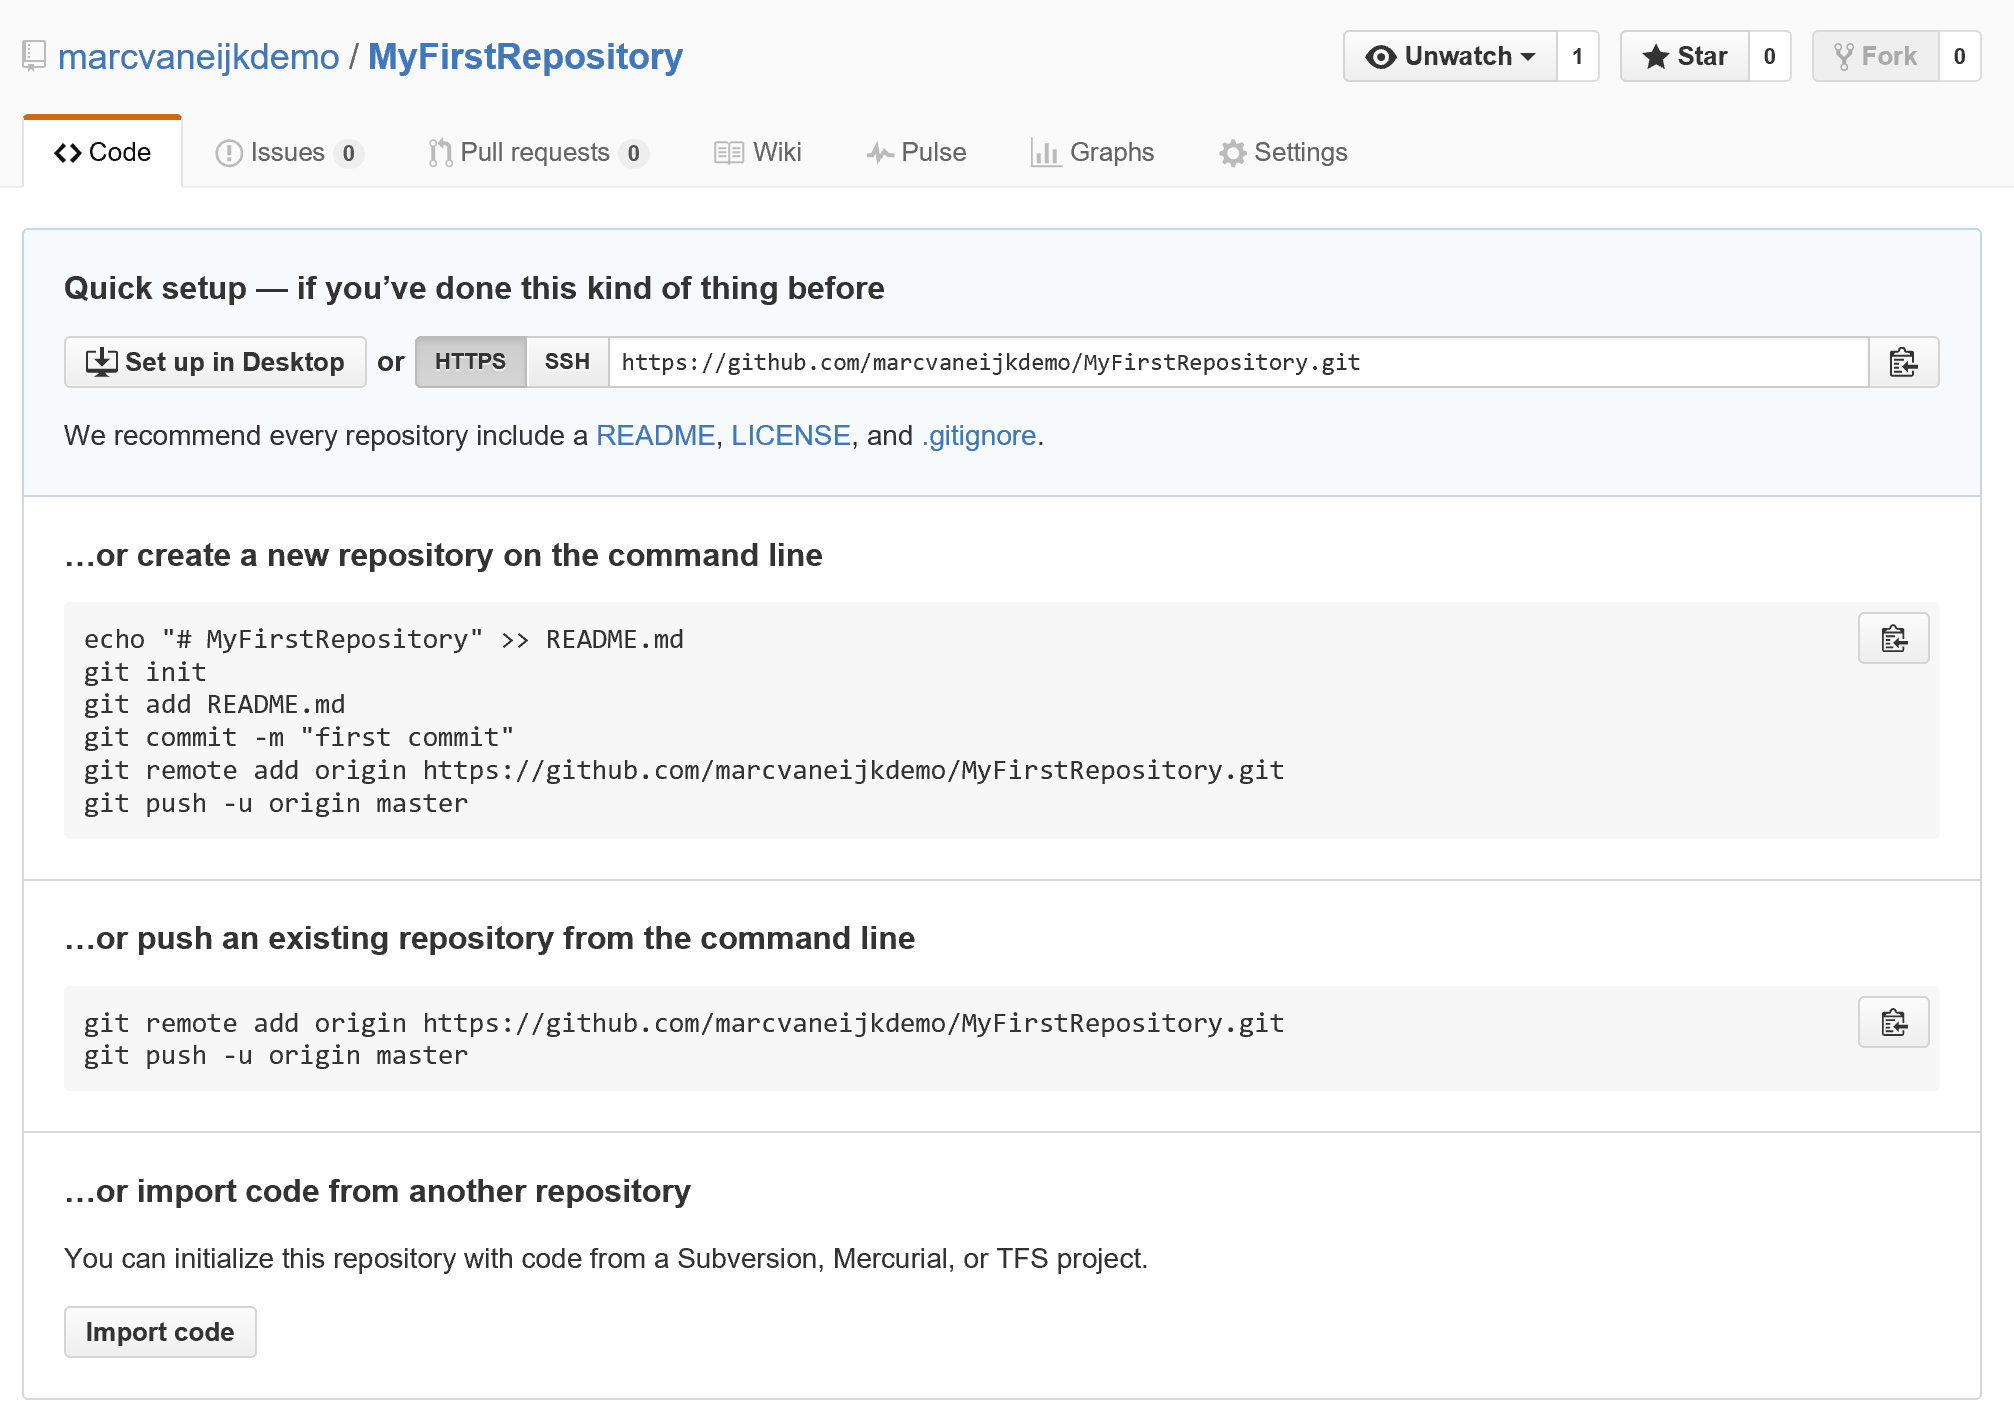 marcvaneijkdemo / MyFirstRepository
Unwatch 1 Star 0 Fork 0
Code Issues 0 Pull requests 0 Wiki Pulse Graphs Settings
Quick setup — if you’ve done this kind of thing before
Set up in Desktop or HTTPS SSH https://github.com/marcvaneijkdemo/MyFirstRepository.git
We recommend every repository include a README, LICENSE, and .gitignore.
…or create a new repository on the command line
echo "# MyFirstRepository" >> README.md
git init
git add README.md
git commit -m "first commit"
git remote add origin https://github.com/marcvaneijkdemo/MyFirstRepository.git
git push -u origin master
…or push an existing repository from the command line
git remote add origin https://github.com/marcvaneijkdemo/MyFirstRepository.git
git push -u origin master
…or import code from another repository
You can initialize this repository with code from a Subversion, Mercurial, or TFS project.
Import code